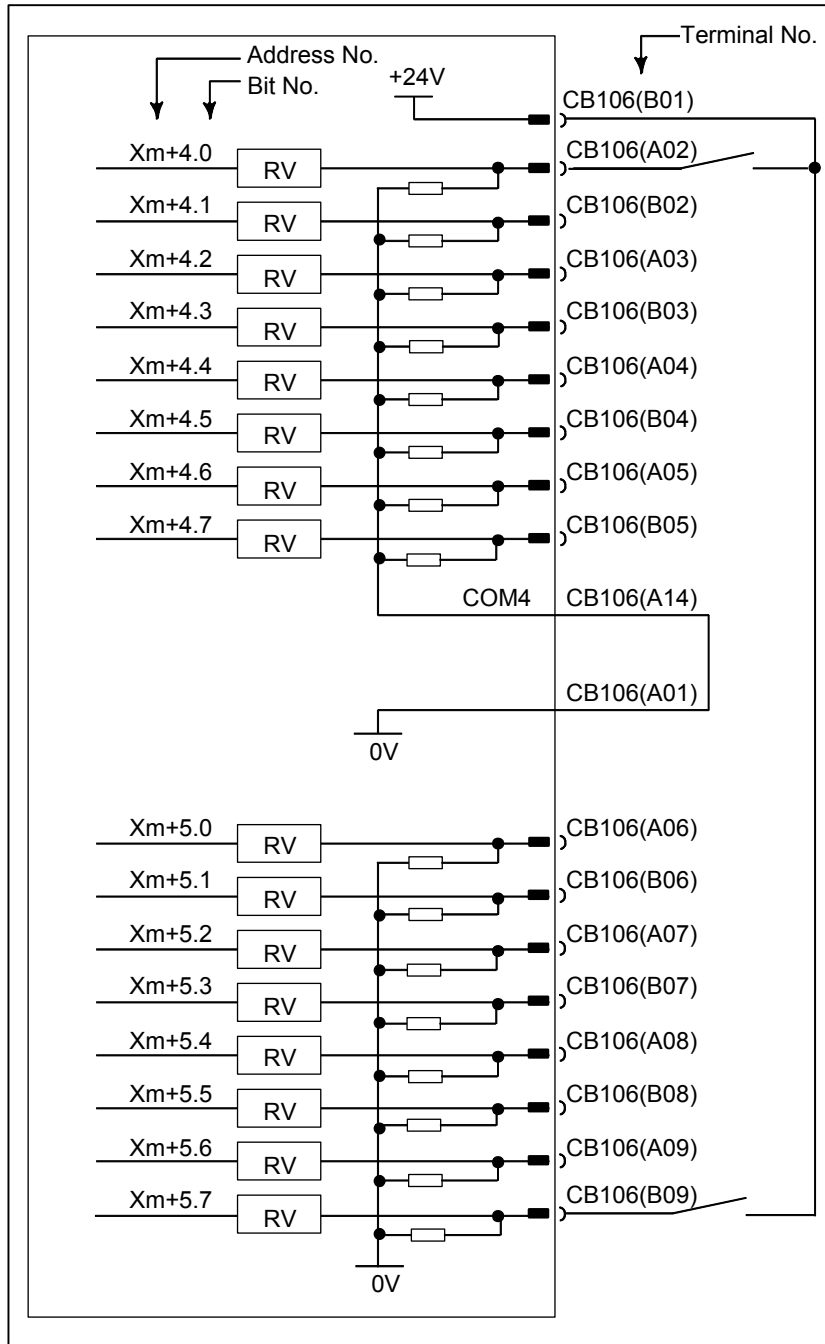 Address No.
Bit No.
+24V
Terminal No.
CB106(B01)
Xm+4.0 RV CB106(A02)
Xm+4.1 RV CB106(B02)
Xm+4.2 RV CB106(A03)
Xm+4.3 RV CB106(B03)
Xm+4.4 RV CB106(A04)
Xm+4.5 RV CB106(B04)
Xm+4.6 RV CB106(A05)
Xm+4.7 RV CB106(B05)
COM4 CB106(A14)
CB106(A01)
0V
Xm+5.0 RV CB106(A06)
Xm+5.1 RV CB106(B06)
Xm+5.2 RV CB106(A07)
Xm+5.3 RV CB106(B07)
Xm+5.4 RV CB106(A08)
Xm+5.5 RV CB106(B08)
Xm+5.6 RV CB106(A09)
Xm+5.7 RV CB106(B09)
0V